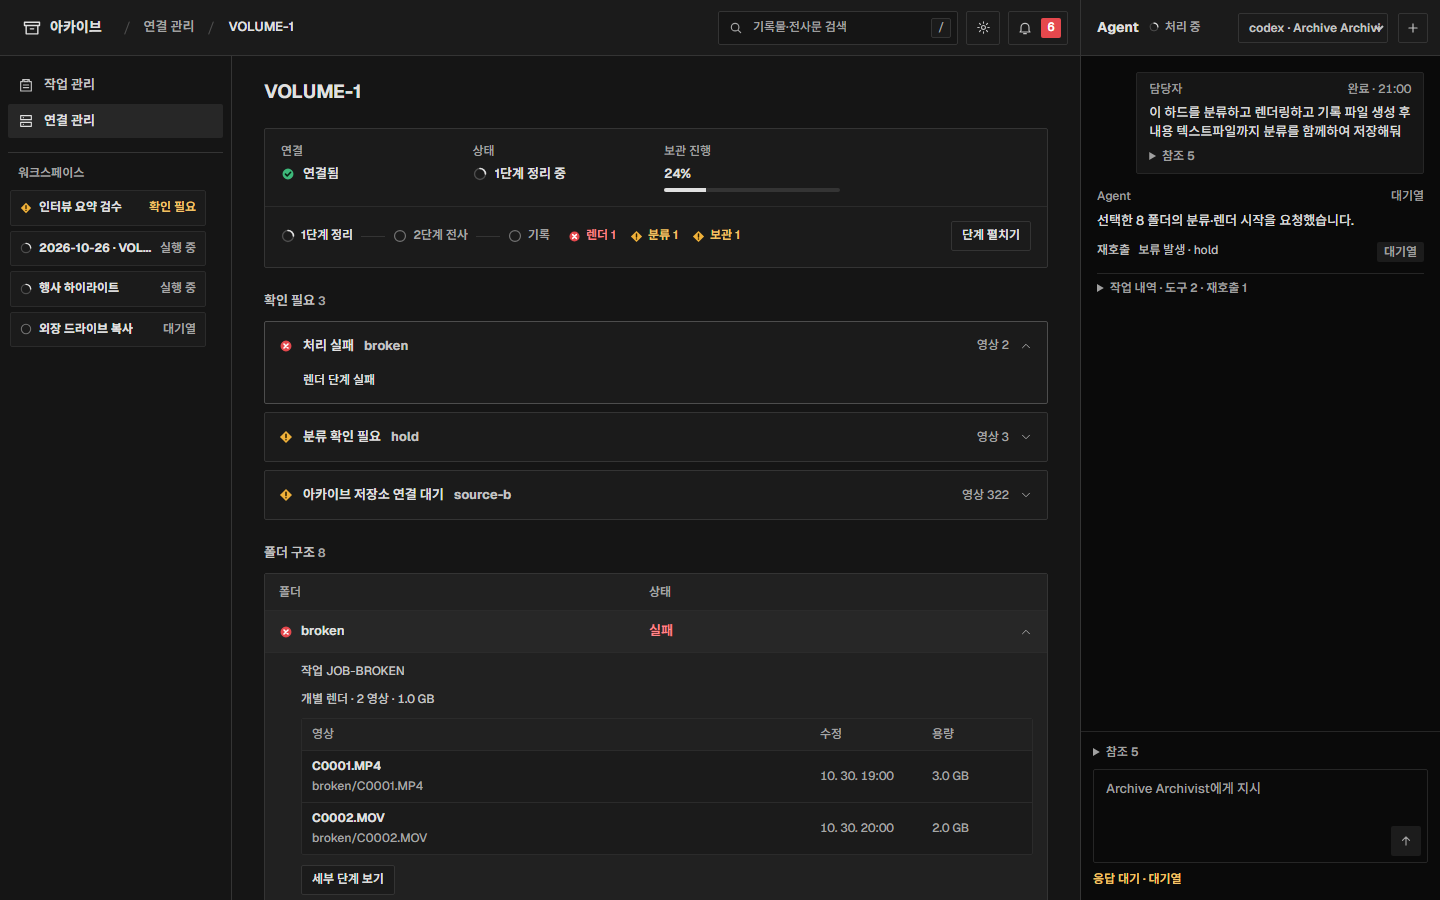 아카이브 / 연결 관리 / VOLUME-1
기록물·전사문 검색 /
6
작업 관리
연결 관리
워크스페이스
인터뷰 요약 검수 확인 필요
2026-10-26 · VOL... 실행 중
행사 하이라이트 실행 중
외장 드라이브 복사 대기열
VOLUME-1
연결 상태 보관 진행
연결됨 1단계 정리 중 24%
1단계 정리 2단계 전사 기록 렌더 1 분류 1 보관 1 단계 펼치기
확인 필요 3
처리 실패 broken 영상 2
렌더 단계 실패
분류 확인 필요 hold 영상 3
아카이브 저장소 연결 대기 source-b 영상 322
폴더 구조 8
폴더 상태
broken 실패
작업 JOB-BROKEN
개별 렌더 · 2 영상 · 1.0 GB
영상 수정 용량
C0001.MP4
broken/C0001.MP4 10. 30. 19:00 3.0 GB
C0002.MOV
broken/C0002.MOV 10. 30. 20:00 2.0 GB
세부 단계 보기
Agent 처리 중 codex · Archive Archiv +
담당자 완료 · 21:00
이 하드를 분류하고 렌더링하고 기록 파일 생성 후
내용 텍스트파일까지 분류를 함께하여 저장해둬
참조 5
Agent 대기열
선택한 8 폴더의 분류·렌더 시작을 요청했습니다.
재호출 보류 발생 · hold 대기열
작업 내역 · 도구 2 · 재호출 1
참조 5
Archive Archivist에게 지시
응답 대기 · 대기열